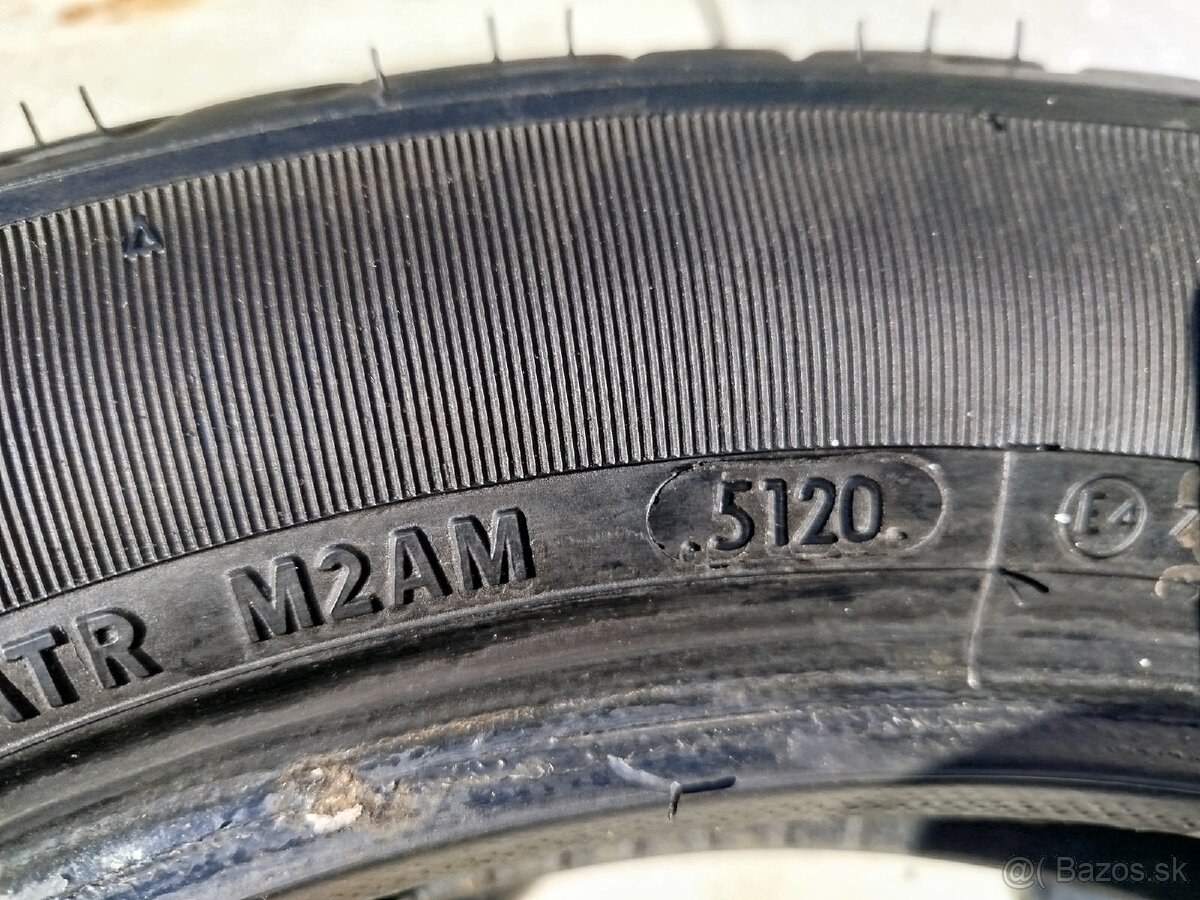 ATR M2AM .5120.
E4
@( Bazos.sk